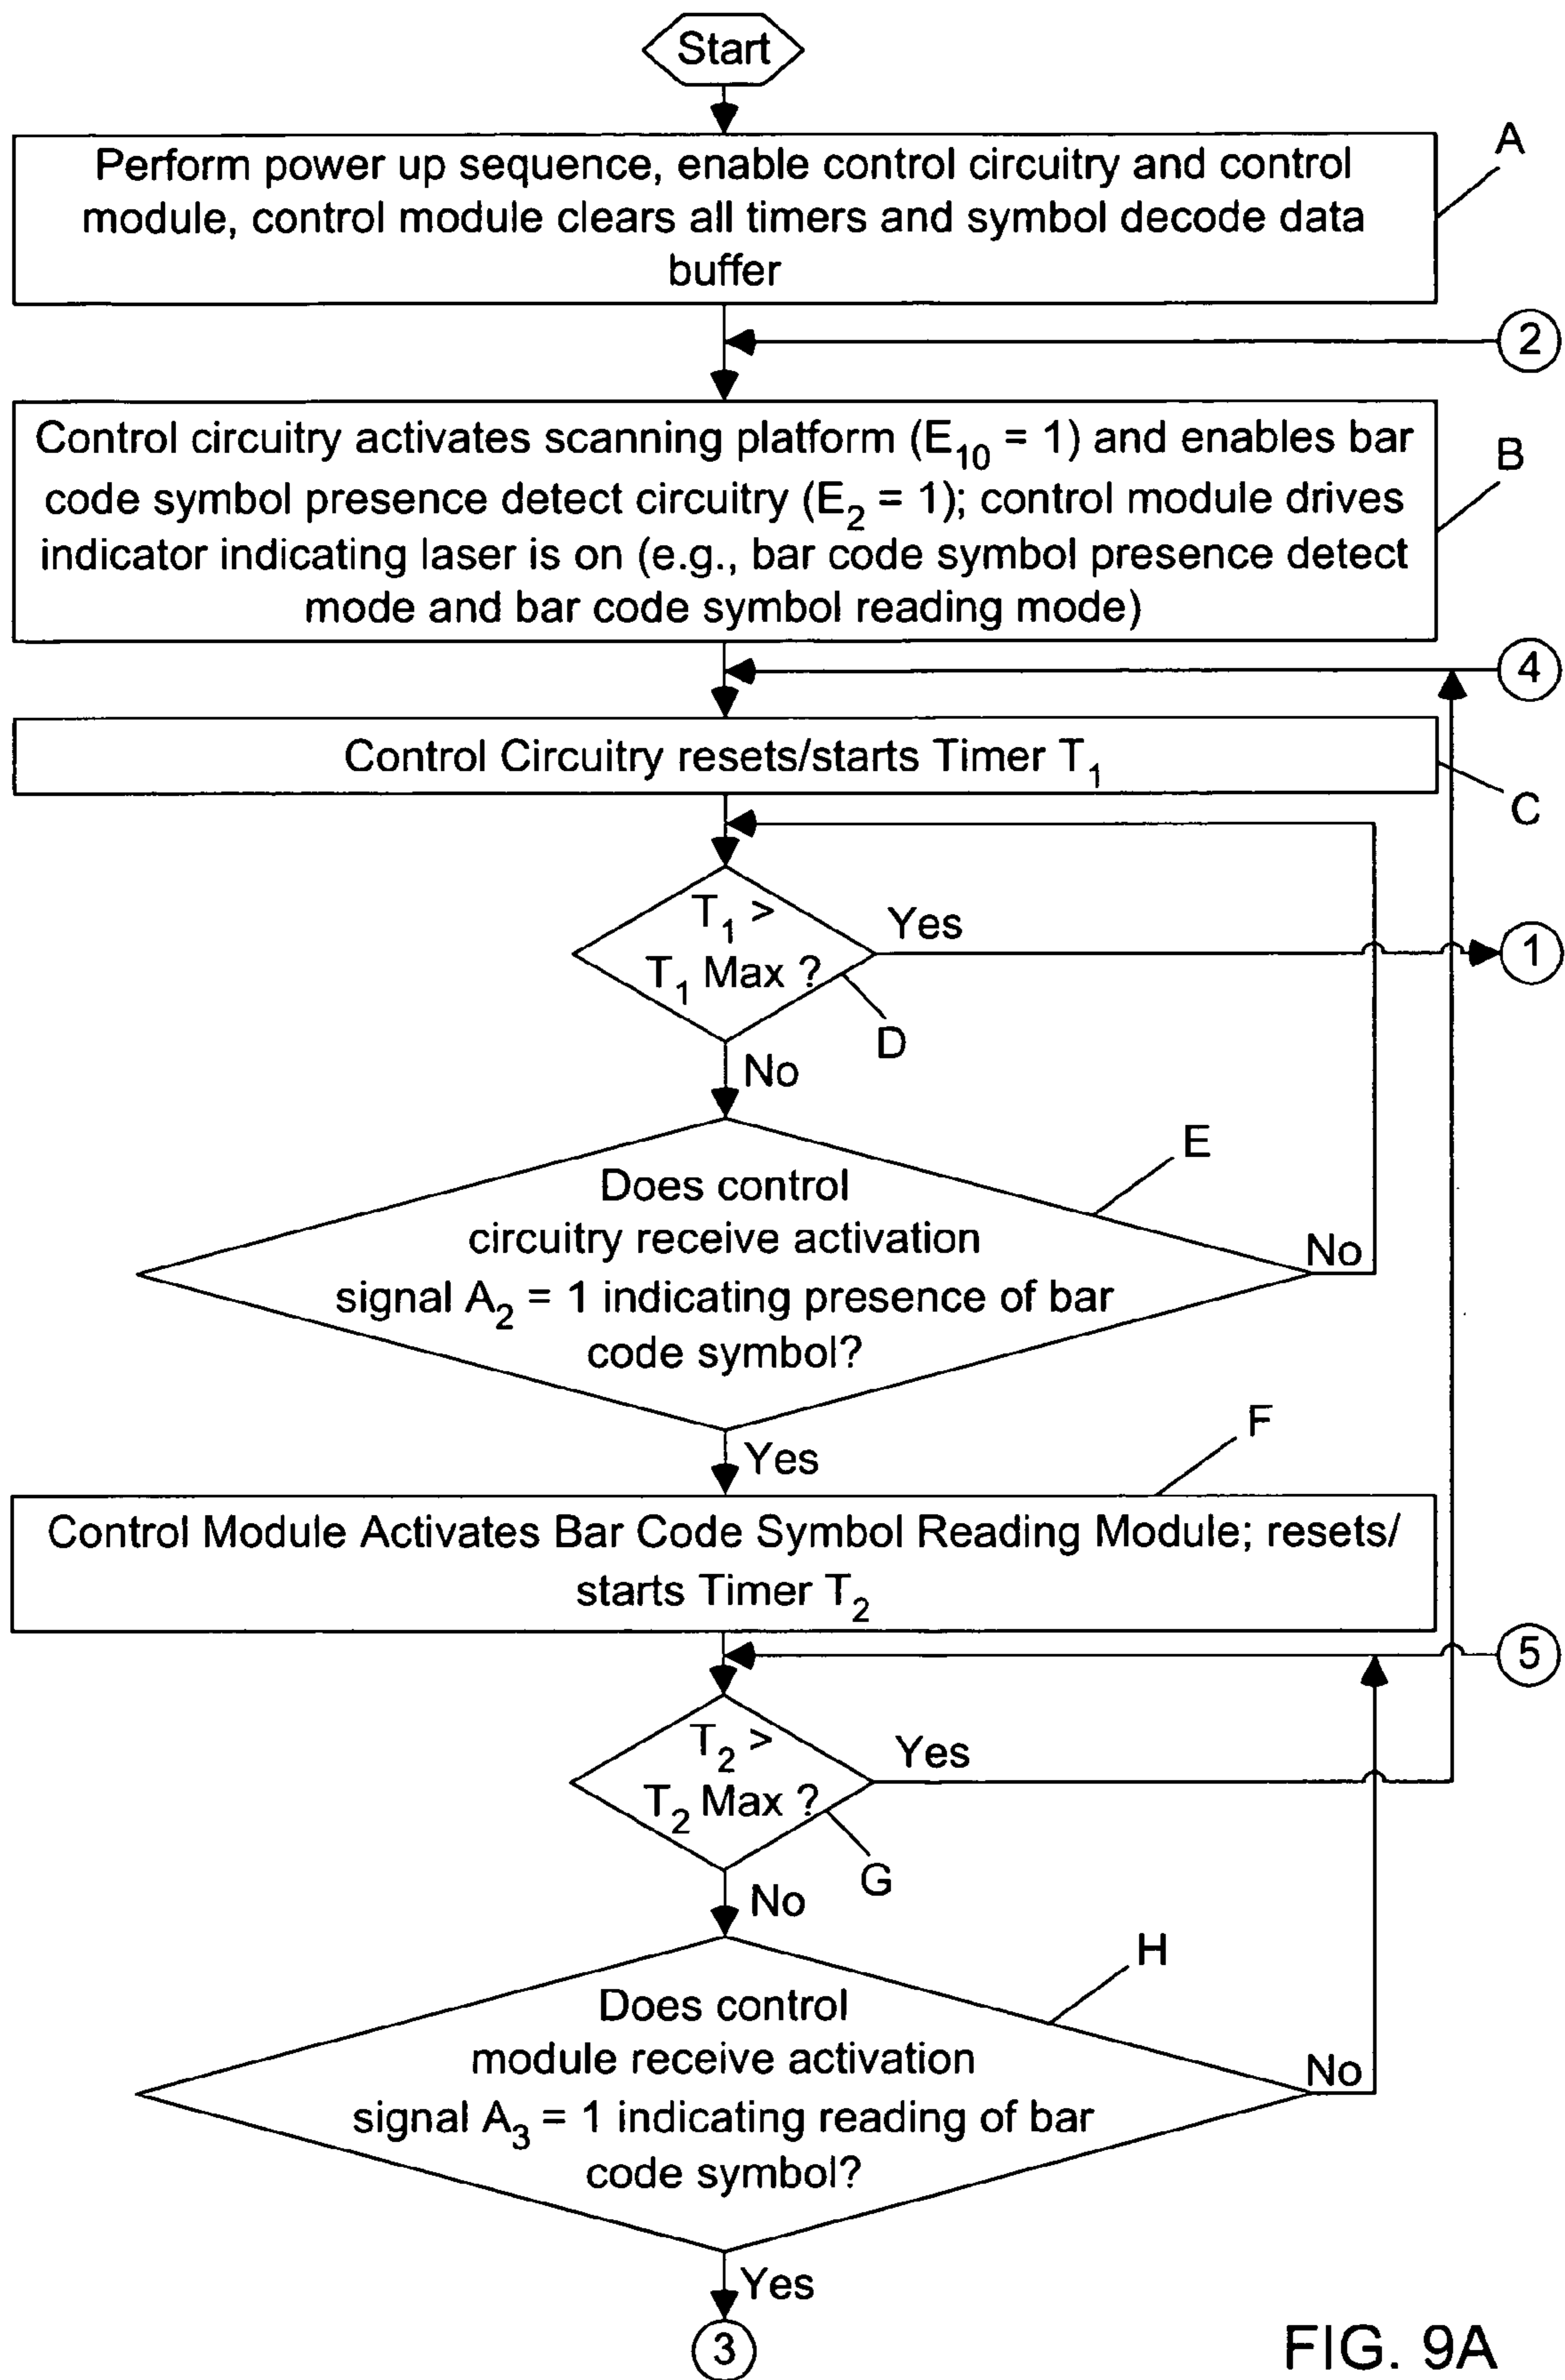 Start
A
Perform power up sequence, enable control circuitry and control
module, control module clears all timers and symbol decode data
buffer
2
Control circuitry activates scanning platform (E10 = 1) and enables bar
B
code symbol presence detect circuitry (E2 = 1); control module drives
indicator indicating laser is on (e.g., bar code symbol presence detect
mode and bar code symbol reading mode)
4
Control Circuitry resets/starts Timer T1
C
T1 >
Yes
T1 Max ?
1
D
No
E
Does control
circuitry receive activation
No
signal A2 = 1 indicating presence of bar
code symbol?
F
Yes
Control Module Activates Bar Code Symbol Reading Module; resets/
starts Timer T2
5
T2 >
Yes
T2 Max ?
G
No
H
Does control
module receive activation
No
signal A3 = 1 indicating reading of bar
code symbol?
Yes
3
FIG. 9A